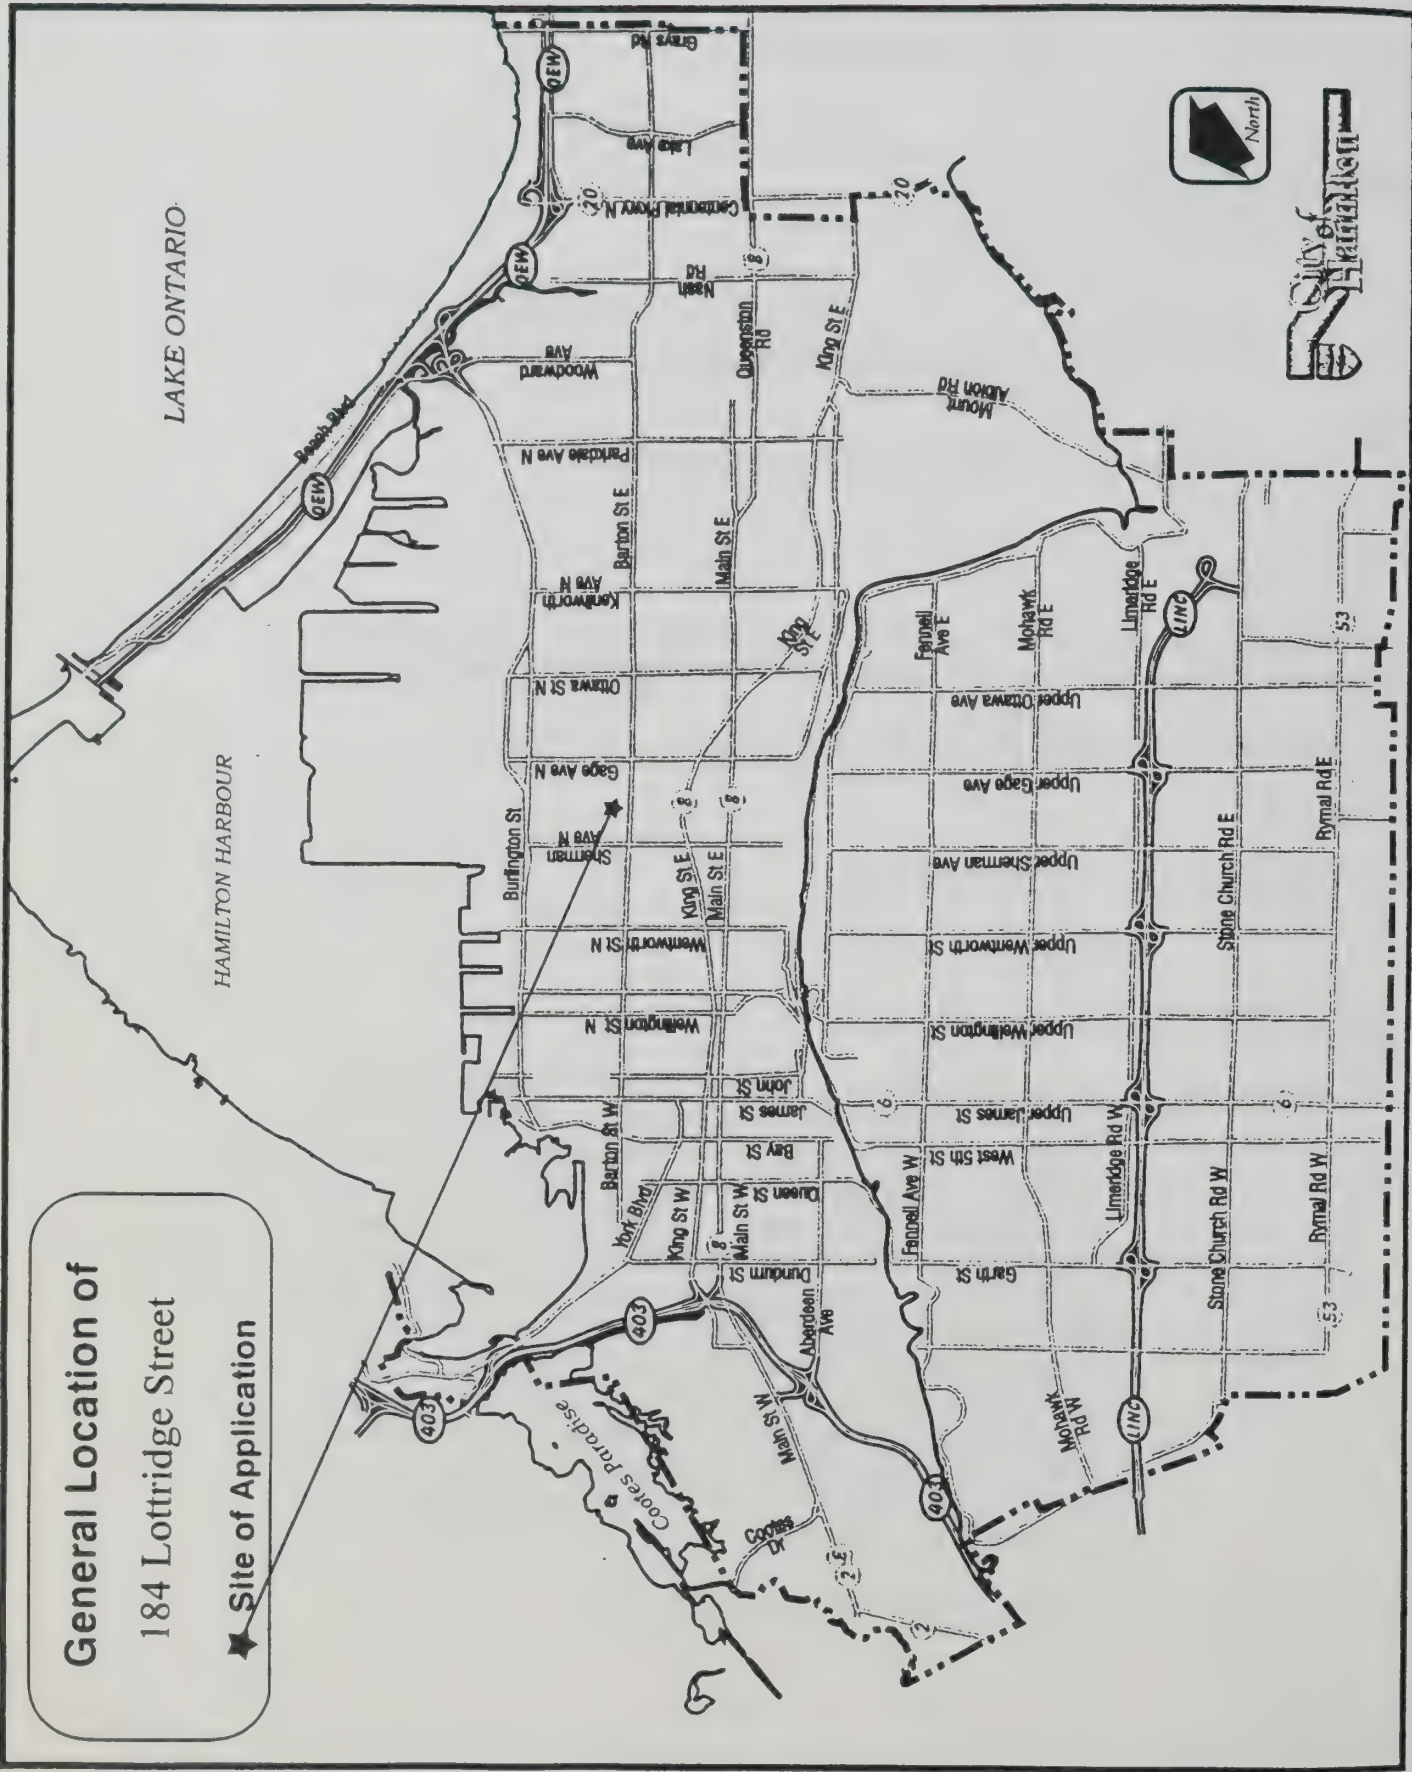 General Location of
184 Lottridge Street
Site of Application
LAKE ONTARIO
HAMILTON HARBOUR
Cootes Paradise
Beach Blvd
QEW
QEW
QEW
Grays Rd
Lake Ave
Centennial Pkwy N
20
20
Nash
Rd
Woodward
Ave
Parkdale Ave N
Kenilworth
Ave N
Ottawa St N
Gage Ave N
Sherman
Ave N
Wentworth St N
Wellington St N
John St
James St
Bay St
Queen St
Dundurn St
Burlington St
Barton St E
Barton St W
York Blvd
Queenston
Rd
8
Main St E
King St E
King
St E
8
8
King St E
Main St E
King St W
Main St W
8
Aberdeen
Ave
Main St W
Cootes
Dr
2
2
403
403
403
Mount
Albion Rd
Fennell
Ave E
Mohawk
Rd E
Limeridge
Rd E
LINC
Upper Ottawa Ave
Upper Gage Ave
Upper Sherman Ave
Upper Wentworth St
Upper Wellington St
Upper James St
6
6
West 5th St
Garth St
Fennell Ave W
Limeridge Rd W
Mohawk
Rd W
LINC
Stone Church Rd E
Stone Church Rd W
Rymal Rd E
Rymal Rd W
53
53
North
City of
Hamilton